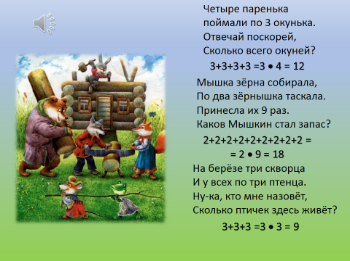 Четыре паренька
поймали по 3 окунька.
Отвечай поскорей,
Сколько всего окуней?
3+3+3+3 =3 • 4 = 12
Мышка зёрна собирала,
По два зёрнышка таскала.
Принесла их 9 раз.
Каков Мышкин стал запас?
2+2+2+2+2+2+2+2+2 =
= 2 • 9 = 18
На берёзе три скворца
И у всех по три птенца.
Ну-ка, кто мне назовёт,
Сколько птичек здесь живёт?
3+3+3 =3 • 3 = 9